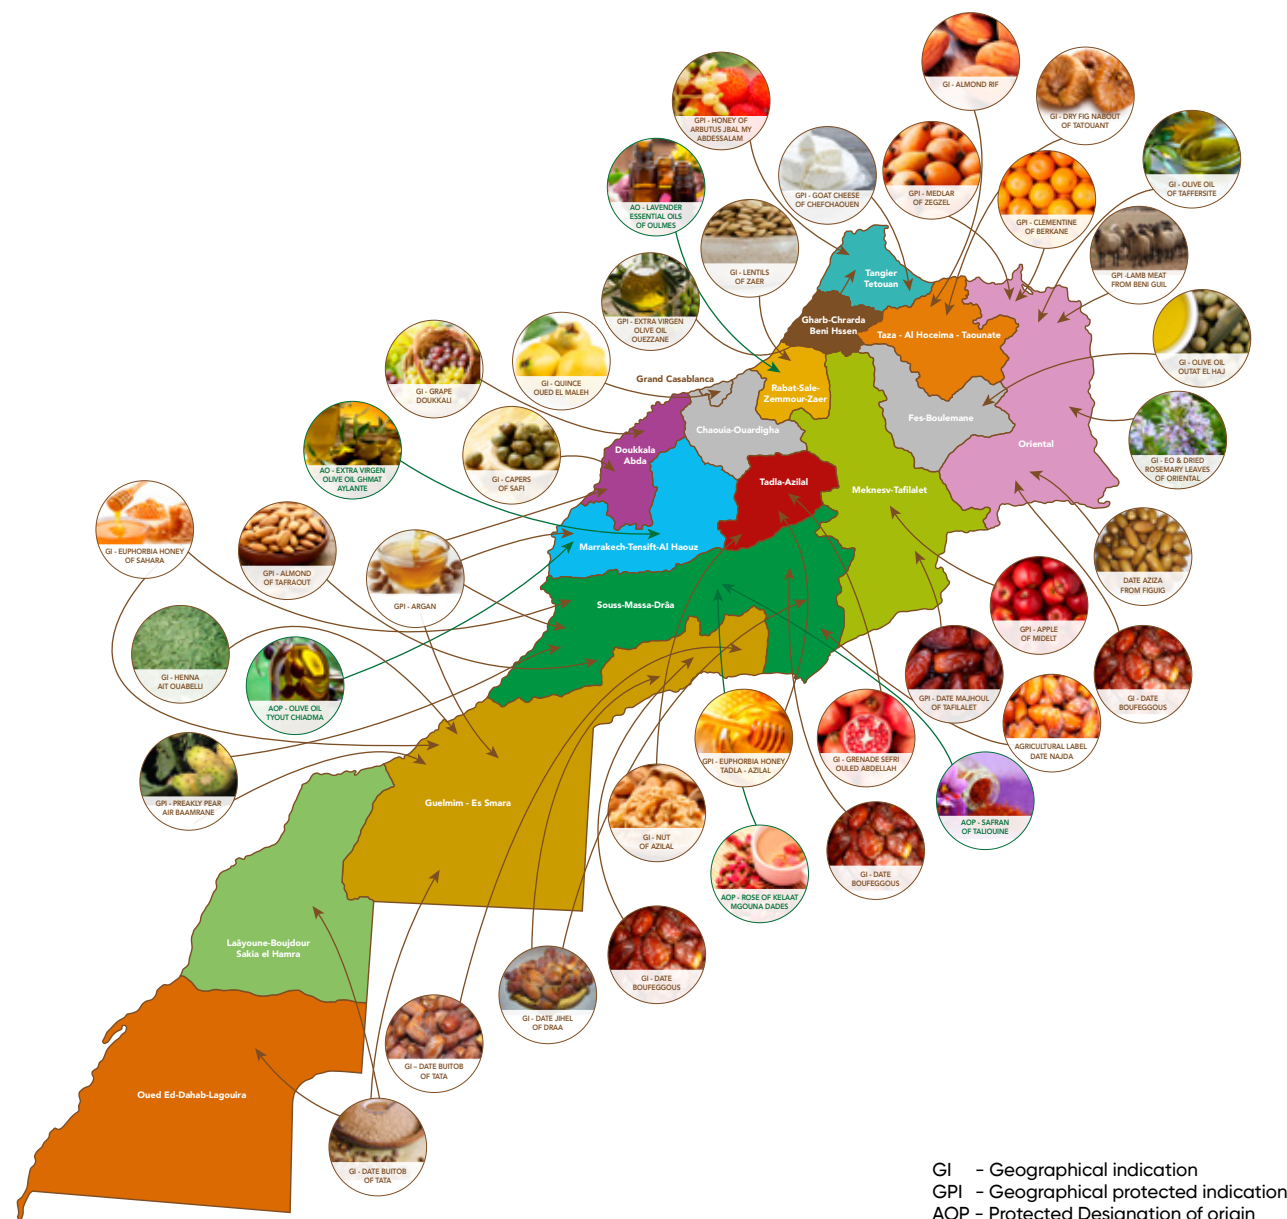 GI - ALMOND RIF
GPI - HONEY OF
ARBUTUS JBAL MY
ABDESSALAM
GI - DRY FIG NABOUT
OF TATOUANT
GPI - GOAT CHEESE
OF CHEFCHAOUEN
GPI - MEDLAR
OF ZEGZEL
GI - OLIVE OIL
OF TAFFERSITE
AO - LAVENDER
ESSENTIAL OILS
OF OULMES
GPI - CLEMENTINE
OF BERKANE
GI - LENTILS
OF ZAER
GPI -LAMB MEAT
FROM BENI GUIL
GPI - EXTRA VIRGEN
OLIVE OIL
OUEZZANE
GI - OLIVE OIL
OUTAT EL HAJ
GI - QUINCE
OUED EL MALEH
GI - GRAPE
DOUKKALI
GI - EO & DRIED
ROSEMARY LEAVES
OF ORIENTAL
AO - EXTRA VIRGEN
OLIVE OIL GHMAT
AYLANTE
GI - CAPERS
OF SAFI
GI - EUPHORBIA HONEY
OF SAHARA
GPI - ALMOND
OF TAFRAOUT
GPI - ARGAN
DATE AZIZA
FROM FIGUIG
GPI - APPLE
OF MIDELT
GI - HENNA
AIT OUABELLI
AOP - OLIVE OIL
TYOUT CHIADMA
GPI - DATE MAJHOUL
OF TAFILALET
GI - DATE
BOUFEGGOUS
AGRICULTURAL LABEL
DATE NAJDA
GPI - PREAKLY PEAR
AIR BAAMRANE
GPI - EUPHORBIA HONEY
TADLA - AZILAL
GI - GRENADE SEFRI
OULED ABDELLAH
GI - NUT
OF AZILAL
AOP - SAFRAN
OF TALIOUINE
AOP - ROSE OF KELAAT
MGOUNA DADES
GI - DATE
BOUFEGGOUS
GI - DATE
BOUFEGGOUS
GI - DATE JIHEL
OF DRAA
GI - DATE BUITOB
OF TATA
GI - DATE BUITOB
OF TATA
Tangier
Tetouan
Gharb-Chrarda
Beni Hssen
Taza - Al Hoceima - Taounate
Grand Casablanca
Rabat-Sale-
Zemmour-Zaer
Fes-Boulemane
Chaouia-Ouardigha
Oriental
Doukkala
Abda
Tadla-Azilal
Meknesv-Tafilalet
Marrakech-Tensift-Al Haouz
Souss-Massa-Drâa
Guelmim - Es Smara
Laâyoune-Boujdour
Sakia el Hamra
Oued Ed-Dahab-Lagouira
GI - Geographical indication
GPI - Geographical protected indication
AOP - Protected Designation of origin